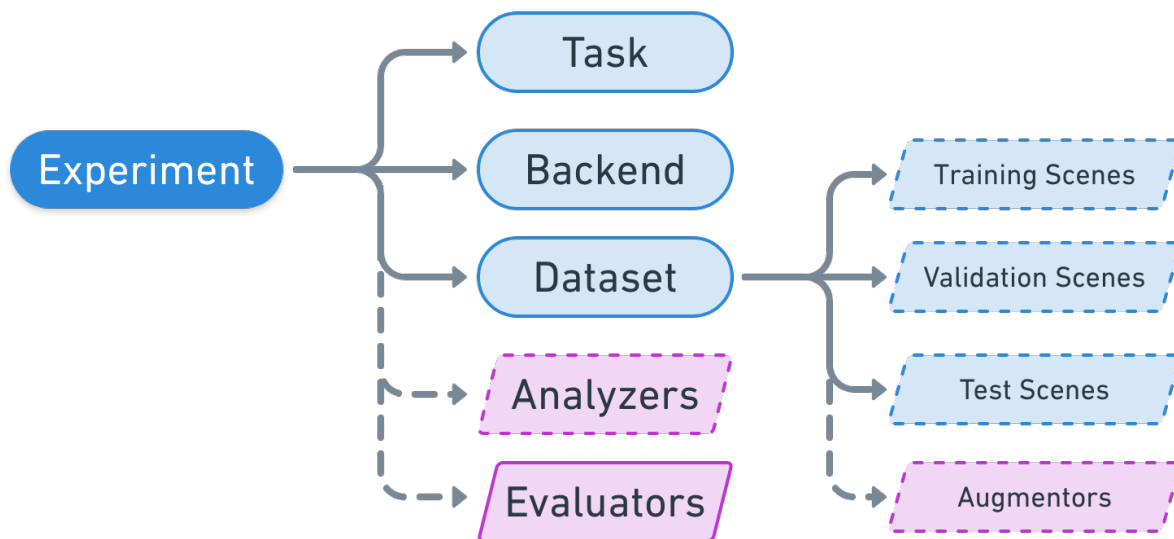 Experiment
Task
Backend
Dataset
Analyzers
Evaluators
Training Scenes
Validation Scenes
Test Scenes
Augmentors